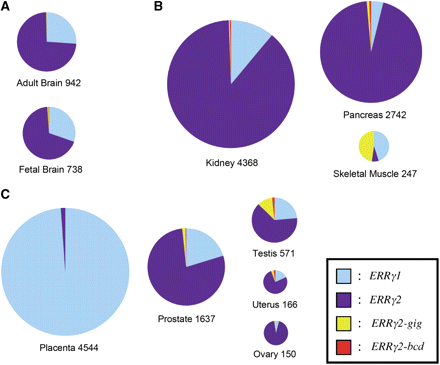 A
B
Adult Brain 942
Fetal Brain 738
Kidney 4368
Pancreas 2742
Skeletal Muscle 247
C
Placenta 4544
Prostate 1637
Testis 571
Uterus 166
Ovary 150
: ERRγ1
: ERRγ2
: ERRγ2-gig
: ERRγ2-bcd